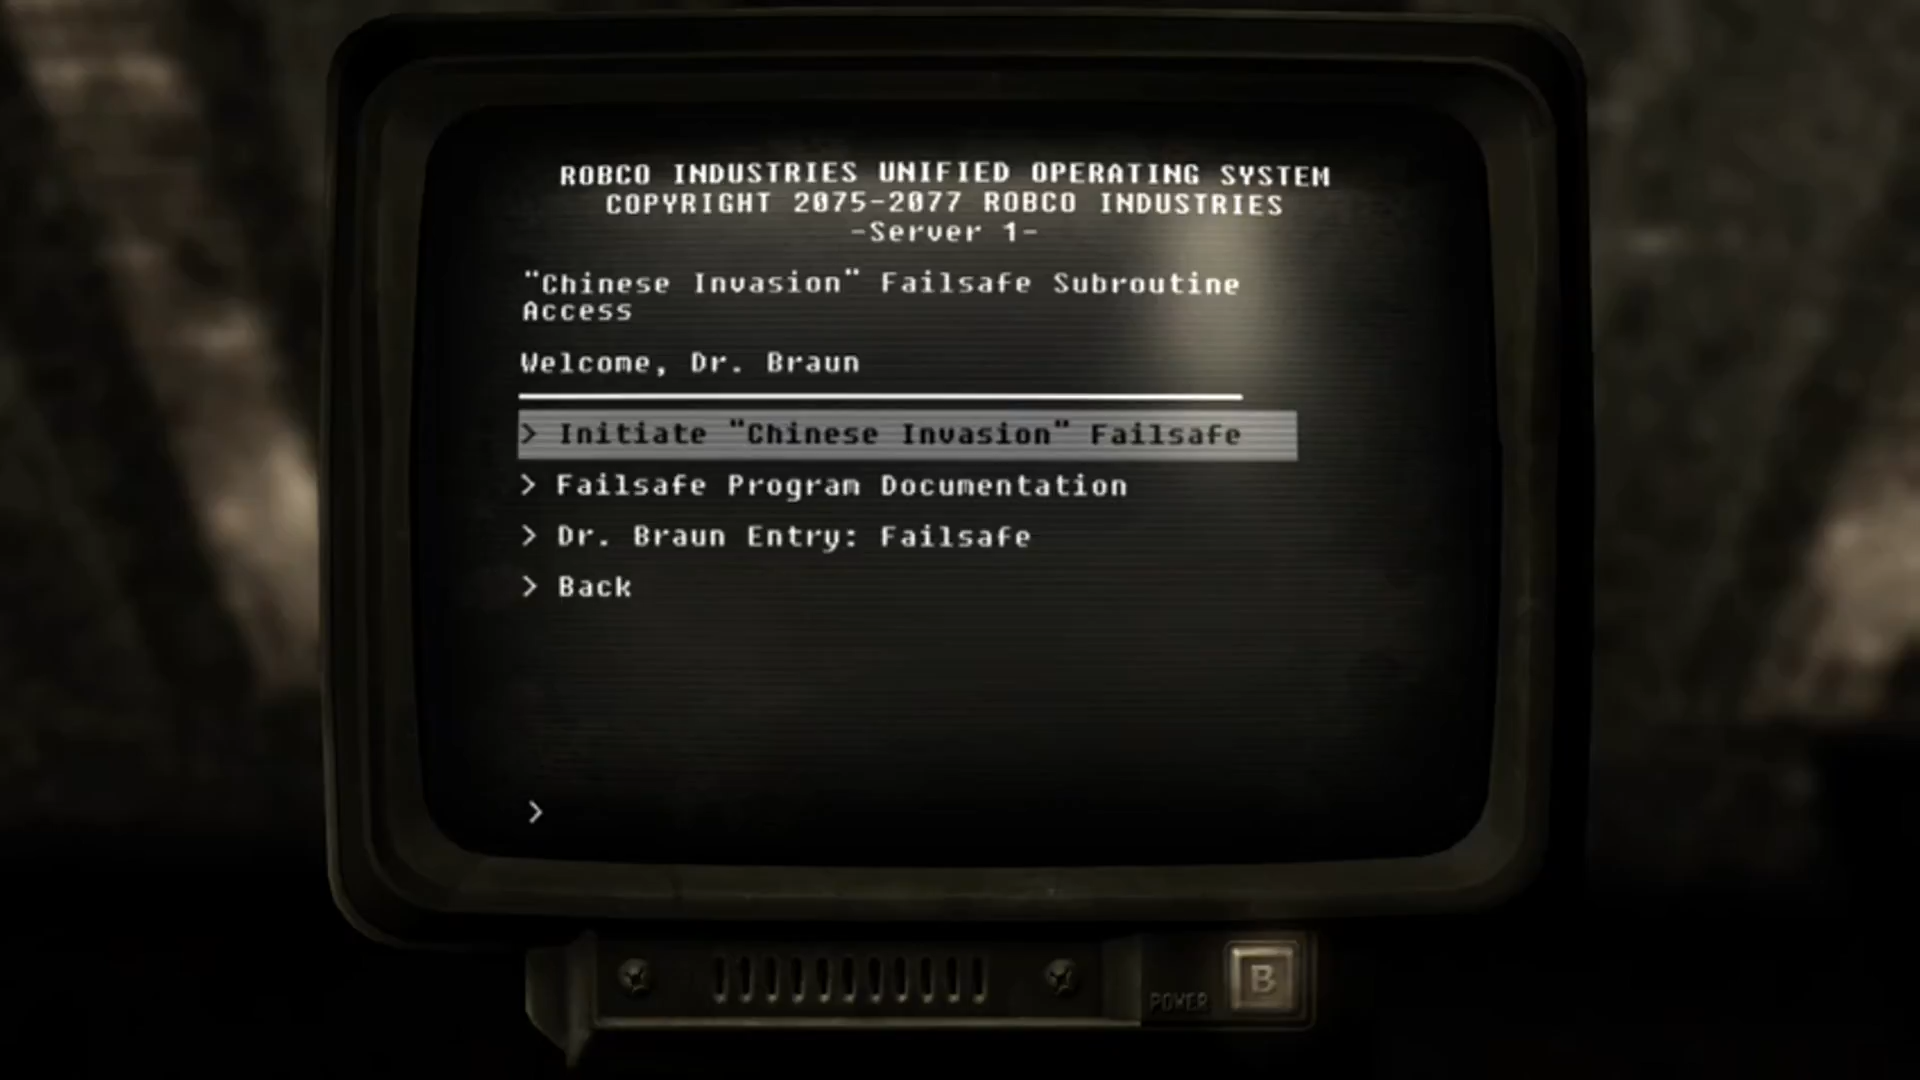 ROBCO INDUSTRIES UNIFIED OPERATING SYSTEM
COPYRIGHT 2075-2077 ROBCO INDUSTRIES
-Server 1-
"Chinese Invasion" Failsafe Subroutine
Access
Welcome, Dr. Braun
> Initiate "Chinese Invasion" Failsafe
> Failsafe Program Documentation
> Dr. Braun Entry: Failsafe
> Back
>
POWER B